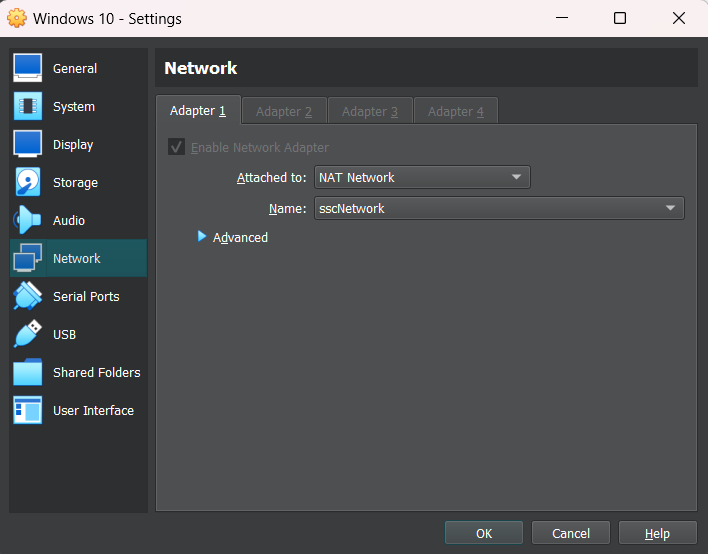 Windows 10 - Settings
General
System
Display
Storage
Audio
Network
Serial Ports
USB
Shared Folders
User Interface
Network
Adapter 1 Adapter 2 Adapter 3 Adapter 4
Enable Network Adapter
Attached to: NAT Network
Name: sscNetwork
Advanced
OK Cancel Help